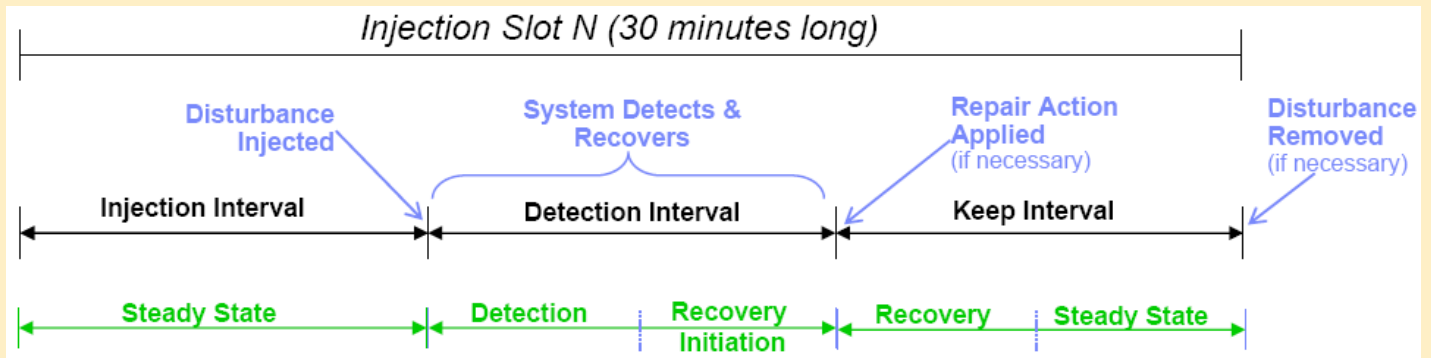 Injection Slot N (30 minutes long)
Disturbance
Injected
System Detects &
Recovers
Repair Action
Applied
(if necessary)
Disturbance
Removed
(if necessary)
Injection Interval
Detection Interval
Keep Interval
Steady State
Detection
Recovery
Initiation
Recovery
Steady State